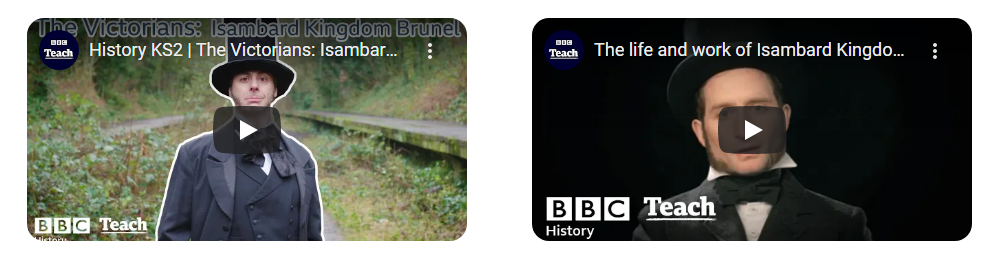 The Victorians: Isambard Kingdom Brunel
BBC
Teach
History KS2 | The Victorians: Isambar...
BBC Teach
History
BBC
Teach
The life and work of Isambard Kingdo...
BBC Teach
History